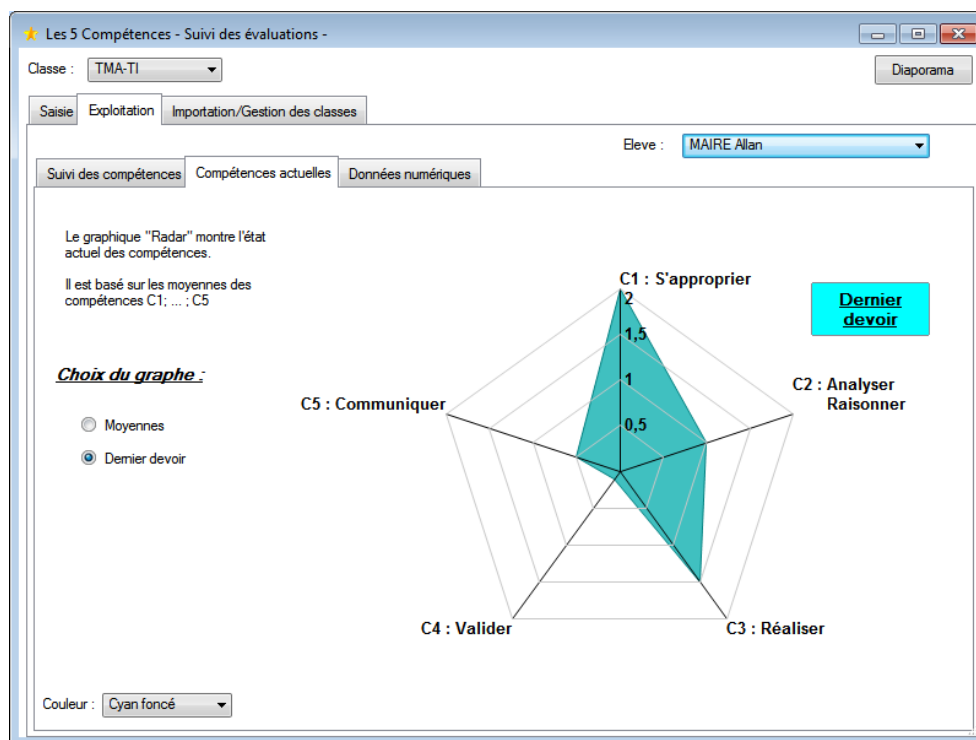 Les 5 Compétences - Suivi des évaluations -
Classe :
TMA-TI
Diaporama
Saisie
Exploitation
Importation/Gestion des classes
Eleve :
MAIRE Allan
Suivi des compétences
Compétences actuelles
Données numériques
Le graphique "Radar" montre l'état
actuel des compétences.
Il est basé sur les moyennes des
compétences C1; ... ; C5
Choix du graphe :
Moyennes
Dernier devoir
C1 : S'approprier
2
1,5
1
0,5
Dernier
devoir
C2 : Analyser
Raisonner
C5 : Communiquer
C4 : Valider
C3 : Réaliser
Couleur :
Cyan foncé